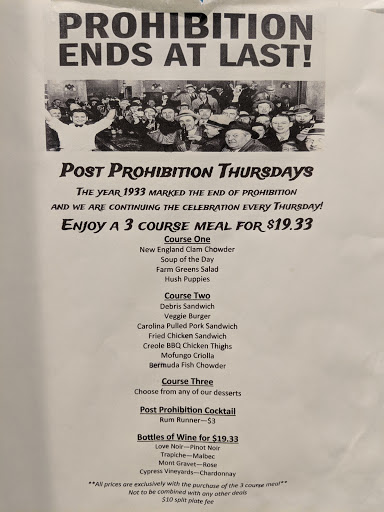 PROHIBITION
ENDS AT LAST!
POST PROHIBITION THURSDAYS
THE YEAR 1933 MARKED THE END OF PROHIBITION
AND WE ARE CONTINUING THE CELEBRATION EVERY THURSDAY!
ENJOY A 3 COURSE MEAL FOR $19.33
Course One
New England Clam Chowder
Soup of the Day
Farm Greens Salad
Hush Puppies
Course Two
Debris Sandwich
Veggie Burger
Carolina Pulled Pork Sandwich
Fried Chicken Sandwich
Creole BBQ Chicken Thighs
Mofungo Criolla
Bermuda Fish Chowder
Course Three
Choose from any of our desserts
Post Prohibition Cocktail
Rum Runner—$3
Bottles of Wine for $19.33
Love Noir—Pinot Noir
Trapiche—Malbec
Mont Gravet—Rose
Cypress Vineyards—Chardonnay
**All prices are exclusively with the purchase of the 3 course meal**
Not to be combined with any other deals
$10 split plate fee